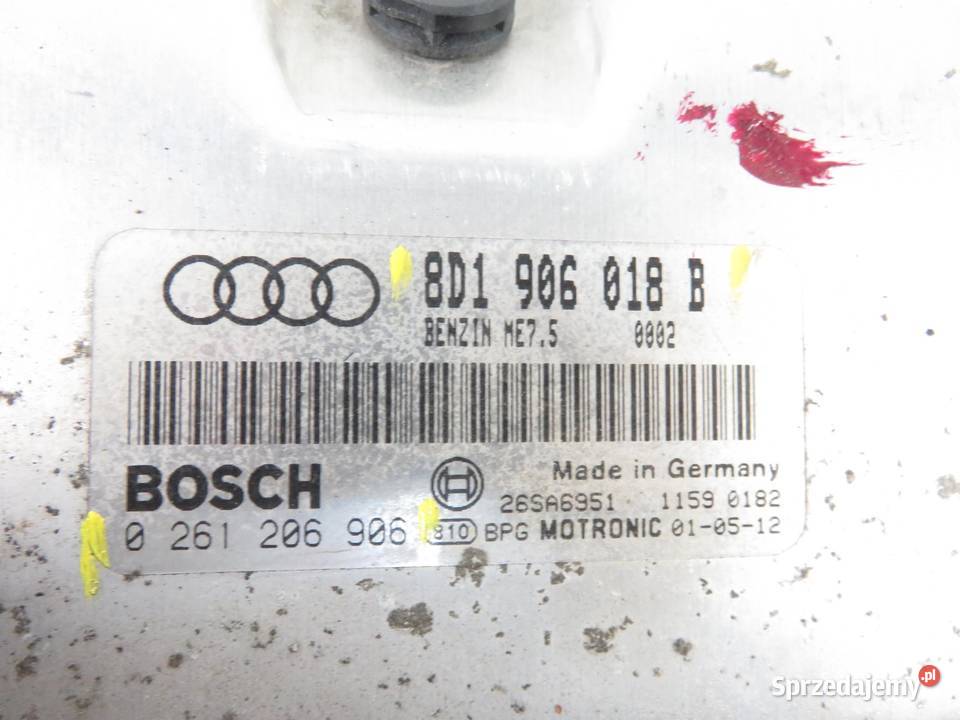 8D1 906 018 B
BENZIN ME7.5 0002
BOSCH
Made in Germany
26SA6951 1159 0182
0 261 206 906 810 BPG MOTRONIC 01-05-12
Sprzedajemy.pl